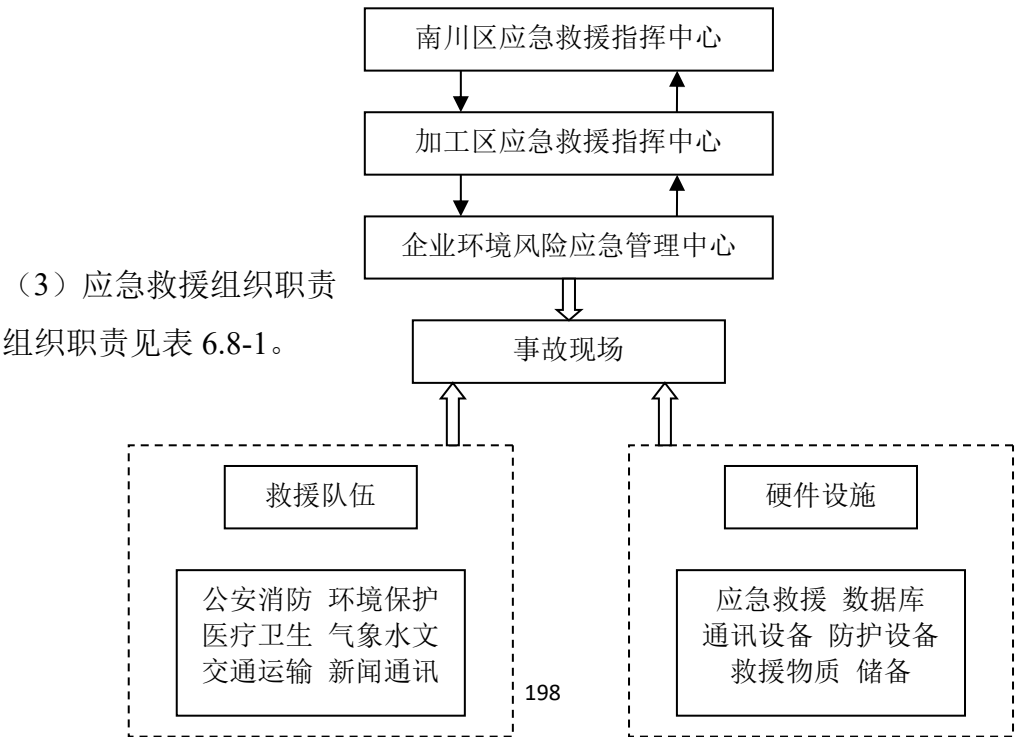 南川区应急救援指挥中心
加工区应急救援指挥中心
企业环境风险应急管理中心
（3）应急救援组织职责
组织职责见表 6.8-1。
事故现场
救援队伍
硬件设施
公安消防 环境保护
医疗卫生 气象水文
交通运输 新闻通讯
应急救援 数据库
通讯设备 防护设备
救援物质 储备
198